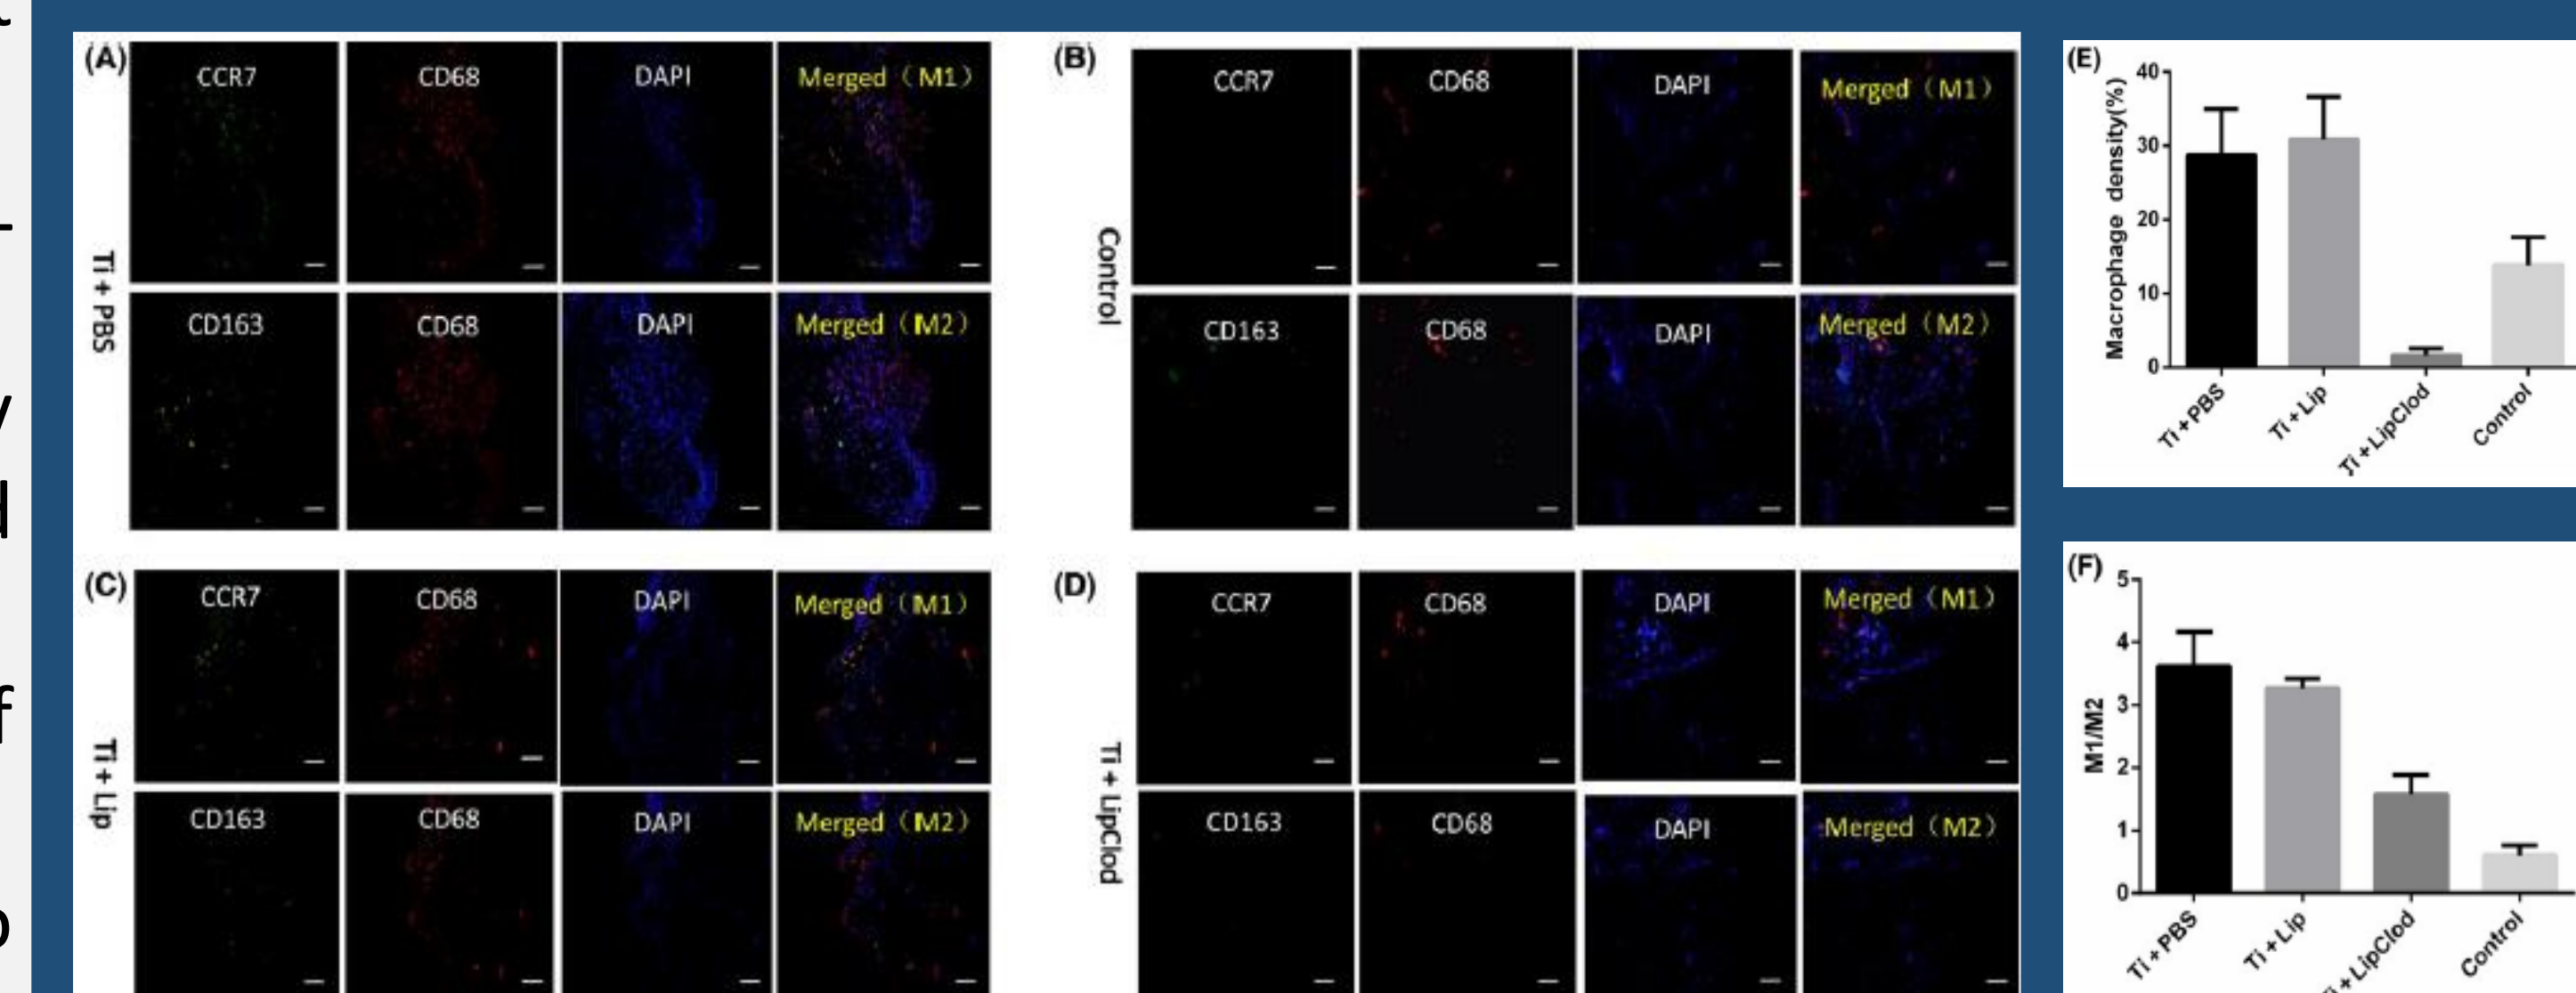 (A)
CCR7 CD68 DAPI Merged（M1）
Ti + PBS
CD163 CD68 DAPI Merged（M2）
(B)
CCR7 CD68 DAPI Merged（M1）
Control
CD163 CD68 DAPI Merged（M2）
(C)
CCR7 CD68 DAPI Merged（M1）
Ti + Lip
CD163 CD68 DAPI Merged（M2）
(D)
CCR7 CD68 DAPI Merged（M1）
Ti + LipClod
CD163 CD68 DAPI Merged（M2）
(E)
Macrophage density(%)
40
30
20
10
0
Ti +PBS
Ti +Lip
Ti +LipClod
Control
(F)
M1/M2
5
4
3
2
1
0
Ti +PBS
Ti +Lip
+LipClod
Control